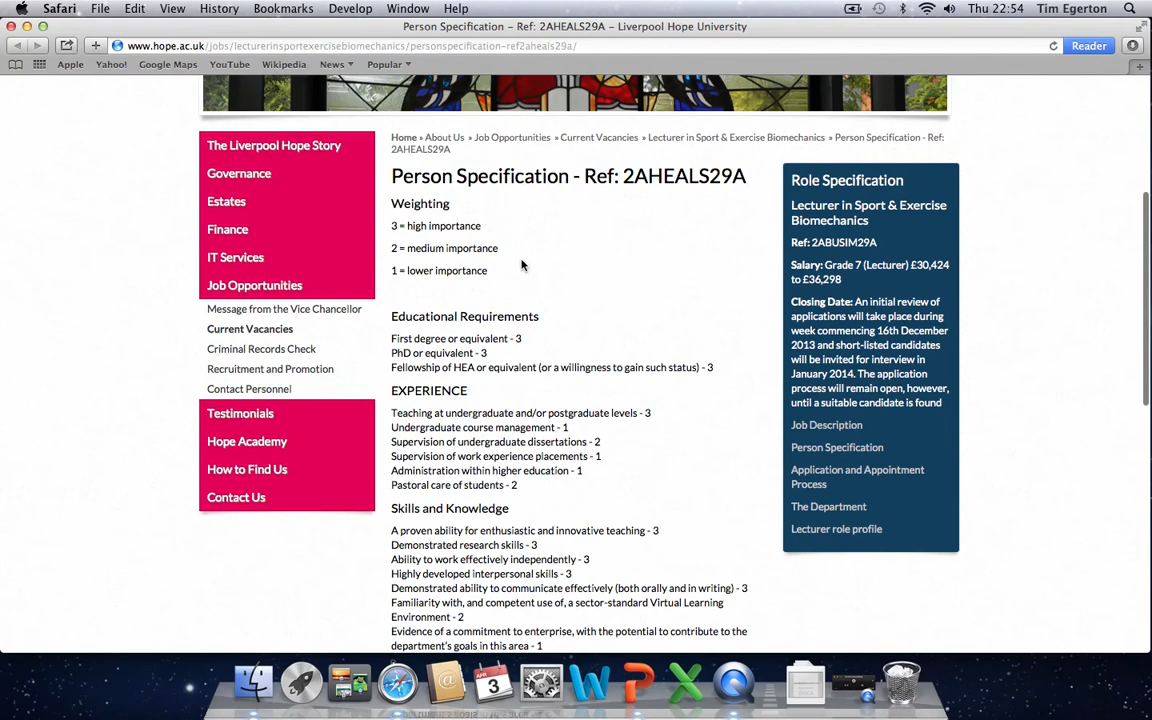 Safari File Edit View History Bookmarks Develop Window Help Thu 22:54 Tim Egerton
Person Specification – Ref: 2AHEALS29A – Liverpool Hope University
www.hope.ac.uk/jobs/lecturerinsportexercisebiomechanics/personspecification-ref2aheals29a/
Reader
Apple Yahoo! Google Maps YouTube Wikipedia News Popular
The Liverpool Hope Story
Governance
Estates
Finance
IT Services
Job Opportunities
Message from the Vice Chancellor
Current Vacancies
Criminal Records Check
Recruitment and Promotion
Contact Personnel
Testimonials
Hope Academy
How to Find Us
Contact Us
Home » About Us » Job Opportunities » Current Vacancies » Lecturer in Sport & Exercise Biomechanics » Person Specification - Ref:
2AHEALS29A
Person Specification - Ref: 2AHEALS29A
Weighting
3 = high importance
2 = medium importance
1 = lower importance
Educational Requirements
First degree or equivalent - 3
PhD or equivalent - 3
Fellowship of HEA or equivalent (or a willingness to gain such status) - 3
EXPERIENCE
Teaching at undergraduate and/or postgraduate levels - 3
Undergraduate course management - 1
Supervision of undergraduate dissertations - 2
Supervision of work experience placements - 1
Administration within higher education - 1
Pastoral care of students - 2
Skills and Knowledge
A proven ability for enthusiastic and innovative teaching - 3
Demonstrated research skills - 3
Ability to work effectively independently - 3
Highly developed interpersonal skills - 3
Demonstrated ability to communicate effectively (both orally and in writing) - 3
Familiarity with, and competent use of, a sector-standard Virtual Learning
Environment - 2
Evidence of a commitment to enterprise, with the potential to contribute to the
department's goals in this area - 1
Role Specification
Lecturer in Sport & Exercise
Biomechanics
Ref: 2ABUSIM29A
Salary: Grade 7 (Lecturer) £30,424
to £36,298
Closing Date: An initial review of
applications will take place during
week commencing 16th December
2013 and short-listed candidates
will be invited for interview in
January 2014. The application
process will remain open, however,
until a suitable candidate is found
Job Description
Person Specification
Application and Appointment
Process
The Department
Lecturer role profile
APR
3